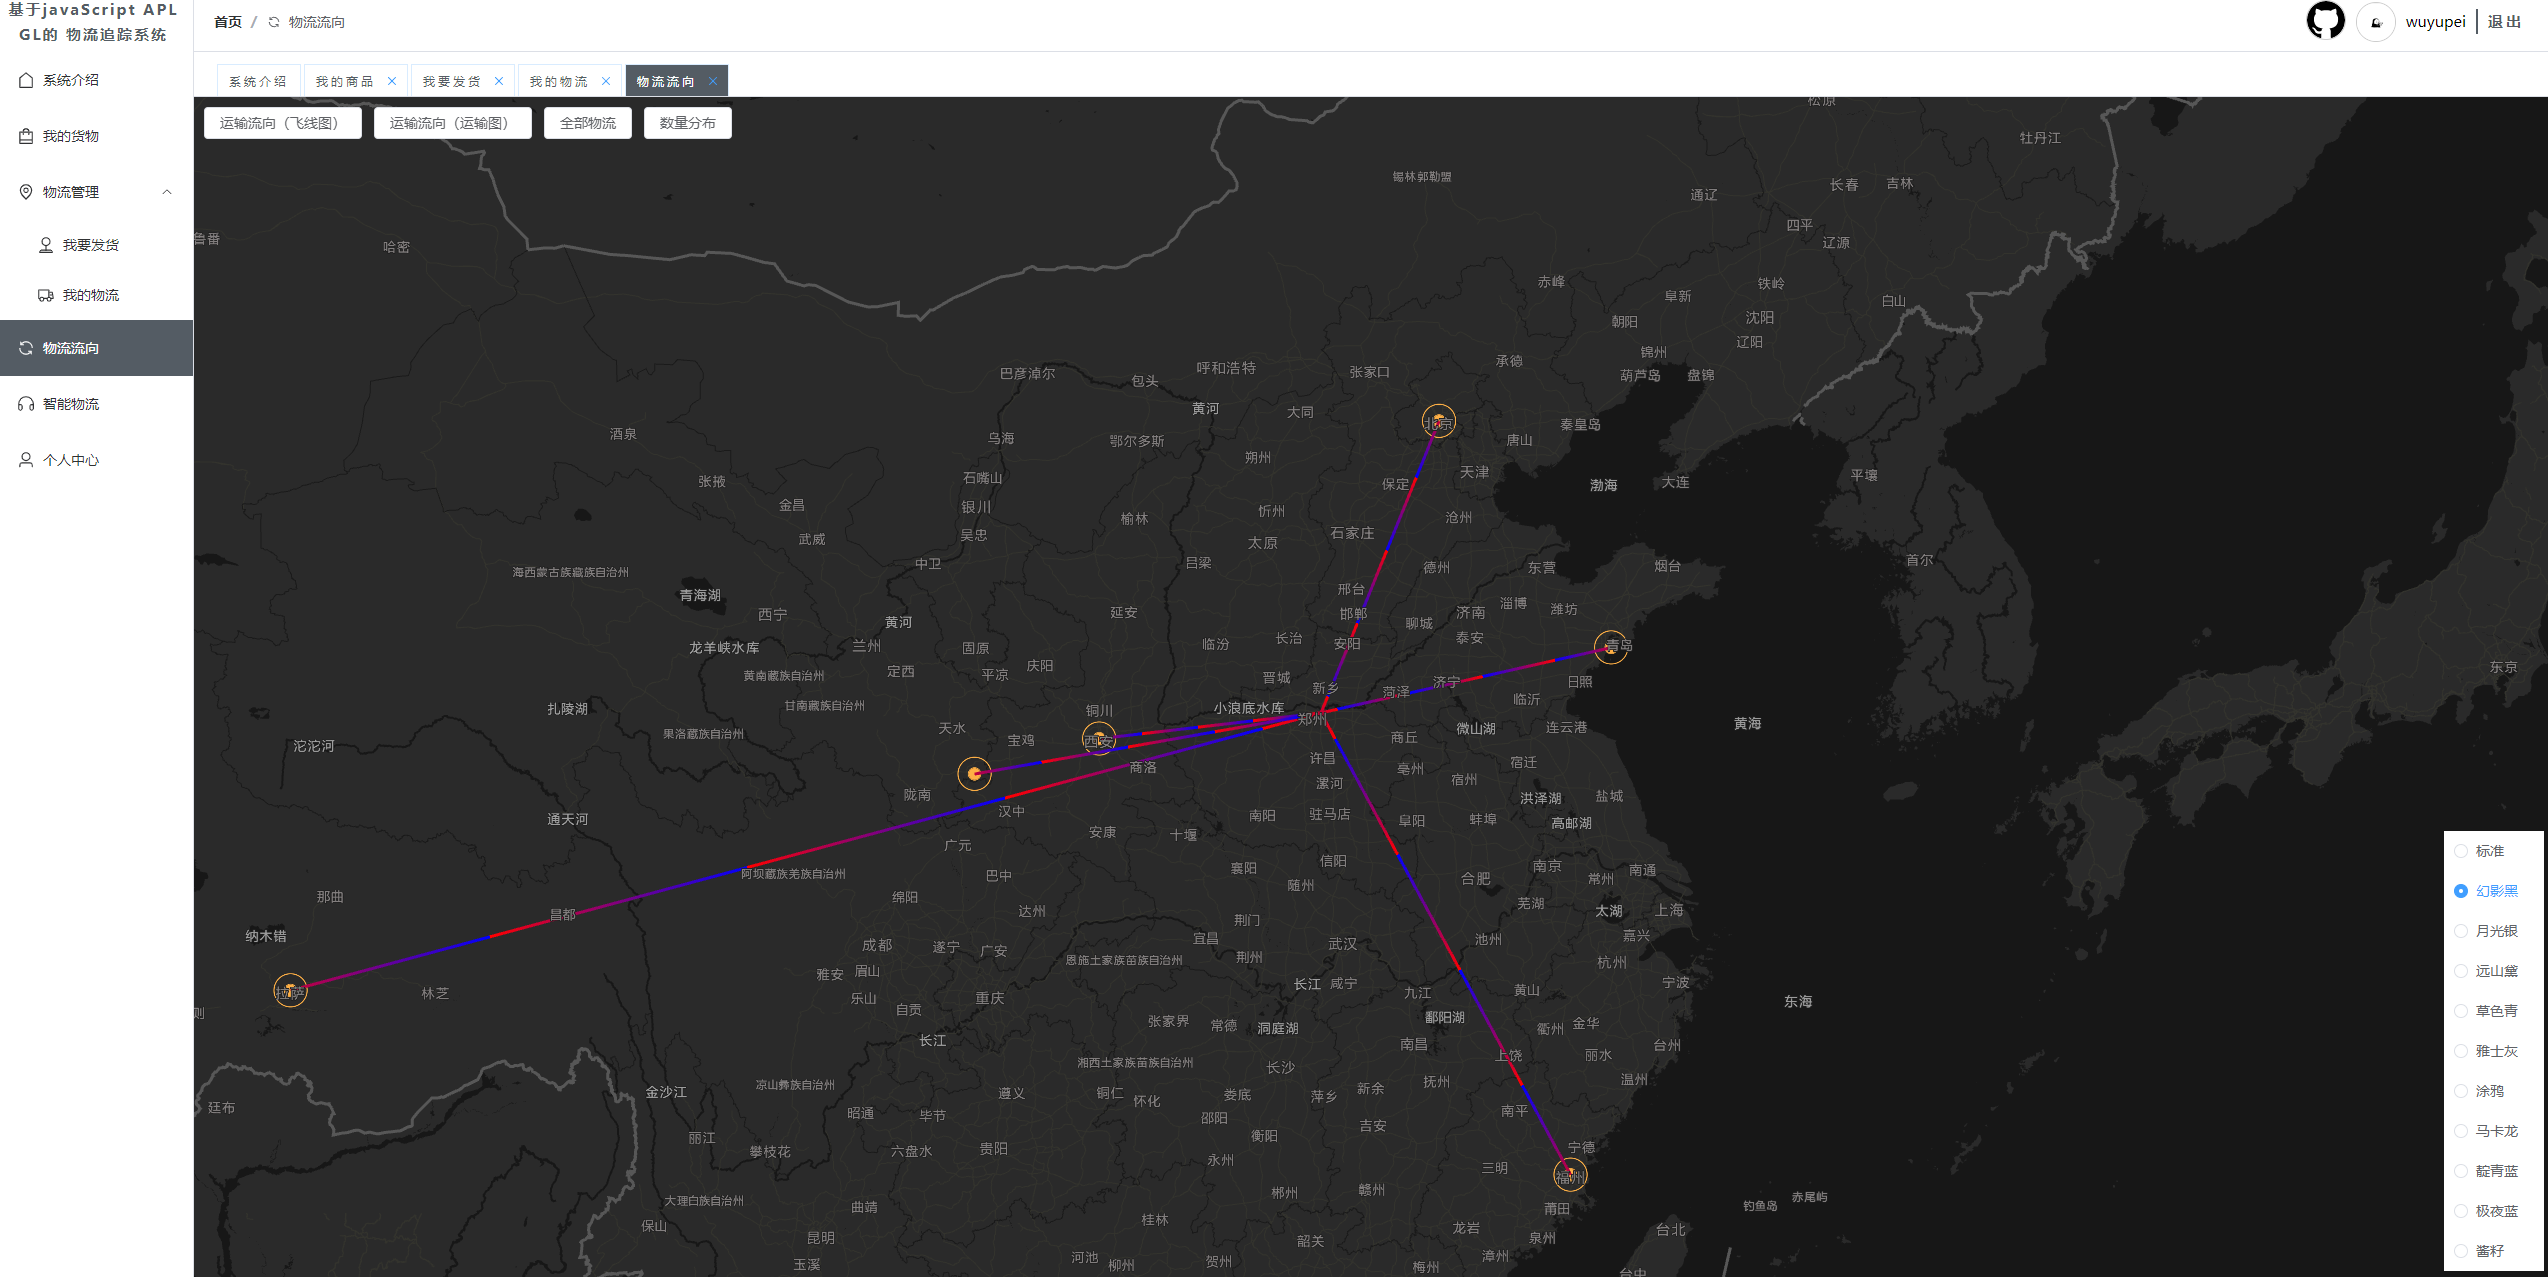 基于javaScript APL
GL的 物流追踪系统
首页 / 物流流向
wuyupei 退出
系统介绍
我的货物
物流管理
我要发货
我的物流
物流流向
智能物流
个人中心
系统介绍 我的商品 我要发货 我的物流 物流流向
运输流向（飞线图） 运输流向（运输图） 全部物流 数量分布
松原
牡丹江
锡林郭勒盟
通辽 长春 吉林
四平
鲁番 哈密 辽源
赤峰 铁岭
阜新 白山
朝阳 沈阳
辽阳
锦州
呼和浩特 张家口 承德
巴彦淖尔 包头 葫芦岛 盘锦
黄河 大同
北京 秦皇岛
酒泉 乌海 鄂尔多斯 唐山
朔州
石嘴山 天津 平壤
张掖 保定 渤海 大连
金昌 银川 榆林 忻州 沧州
武威 吴忠 太原 石家庄
中卫 吕梁 德州 东营 烟台 首尔
海西蒙古族藏族自治州
青海湖 邢台 淄博 潍坊
西宁 黄河 延安 邯郸 聊城 济南
兰州 固原 临汾 长治 安阳 泰安 青岛
龙羊峡水库
定西 平凉 庆阳 东京
黄南藏族自治州 晋城 新乡 菏泽 济宁 日照
甘南藏族自治州 临沂
扎陵湖 铜川 小浪底水库 郑州
果洛藏族自治州 天水 宝鸡 西安 商丘 微山湖 连云港 黄海
沱沱河 商洛 许昌 亳州 宿州 宿迁
漯河
陇南 汉中 南阳 驻马店 洪泽湖 盐城
通天河 安康 十堰 阜阳 蚌埠 高邮湖
广元 襄阳 信阳 南京 南通
阿坝藏族羌族自治州 巴中 随州 合肥 常州
那曲 绵阳 达州 荆门 芜湖 太湖 上海
昌都
纳木错 成都 遂宁 广安 宜昌 武汉 池州 嘉兴
恩施土家族苗族自治州 荆州 杭州
雅安 眉山 长江 咸宁 宁波
拉萨 林芝 乐山 重庆 九江 黄山 东海
则 自贡
张家界 常德 洞庭湖 鄱阳湖 衢州 金华
长江 南昌 上饶 丽水 台州
湘西土家族苗族自治州 长沙
金沙江 凉山彝族自治州 遵义 铜仁 怀化 娄底 萍乡 新余 抚州 温州
廷布 昭通 毕节 邵阳 吉安 南平
丽江 衡阳
攀枝花 六盘水 贵阳 永州 宁德
三明 福州
大理白族自治州 曲靖 郴州 赣州 莆田 钓鱼岛 赤尾屿
保山 桂林 龙岩 台北
昆明 韶关 泉州
玉溪 河池 柳州 贺州 梅州 漳州 台中
标准
幻影黑
月光银
远山黛
草色青
雅士灰
涂鸦
马卡龙
靛青蓝
极夜蓝
酱籽